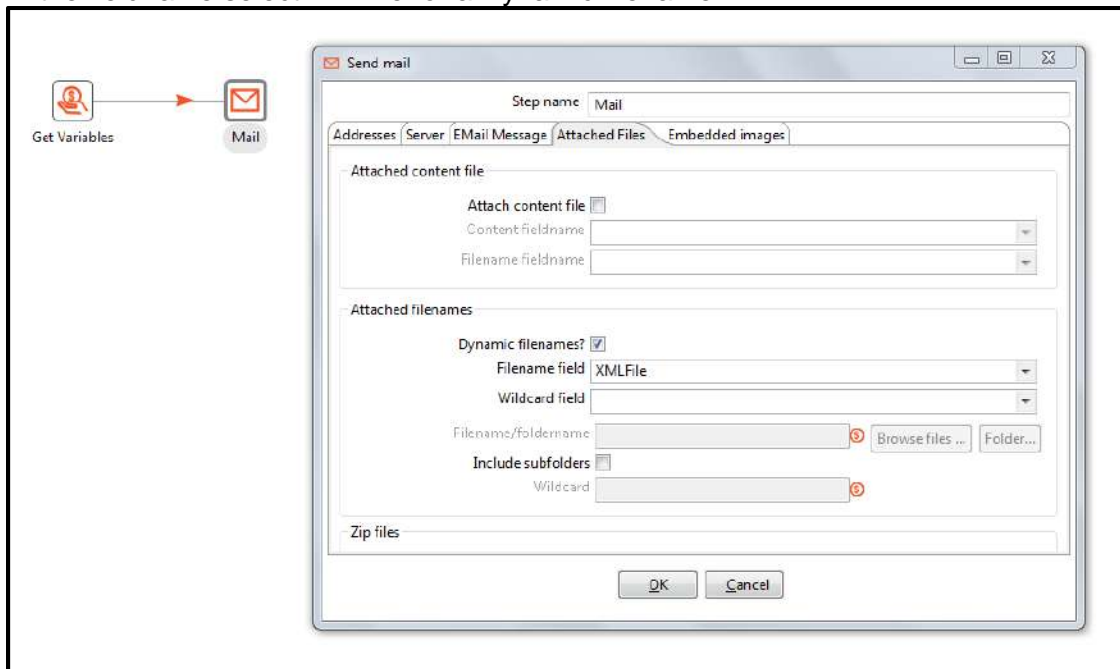 Send mail
Step name Mail
Get Variables
Mail
Addresses Server EMail Message Attached Files Embedded images
Attached content file
Attach content file
Content fieldname
Filename fieldname
Attached filenames
Dynamic filenames?
Filename field XMLFile
Wildcard field
Filename/foldername Browse files ... Folder...
Include subfolders
Wildcard
Zip files
OK Cancel